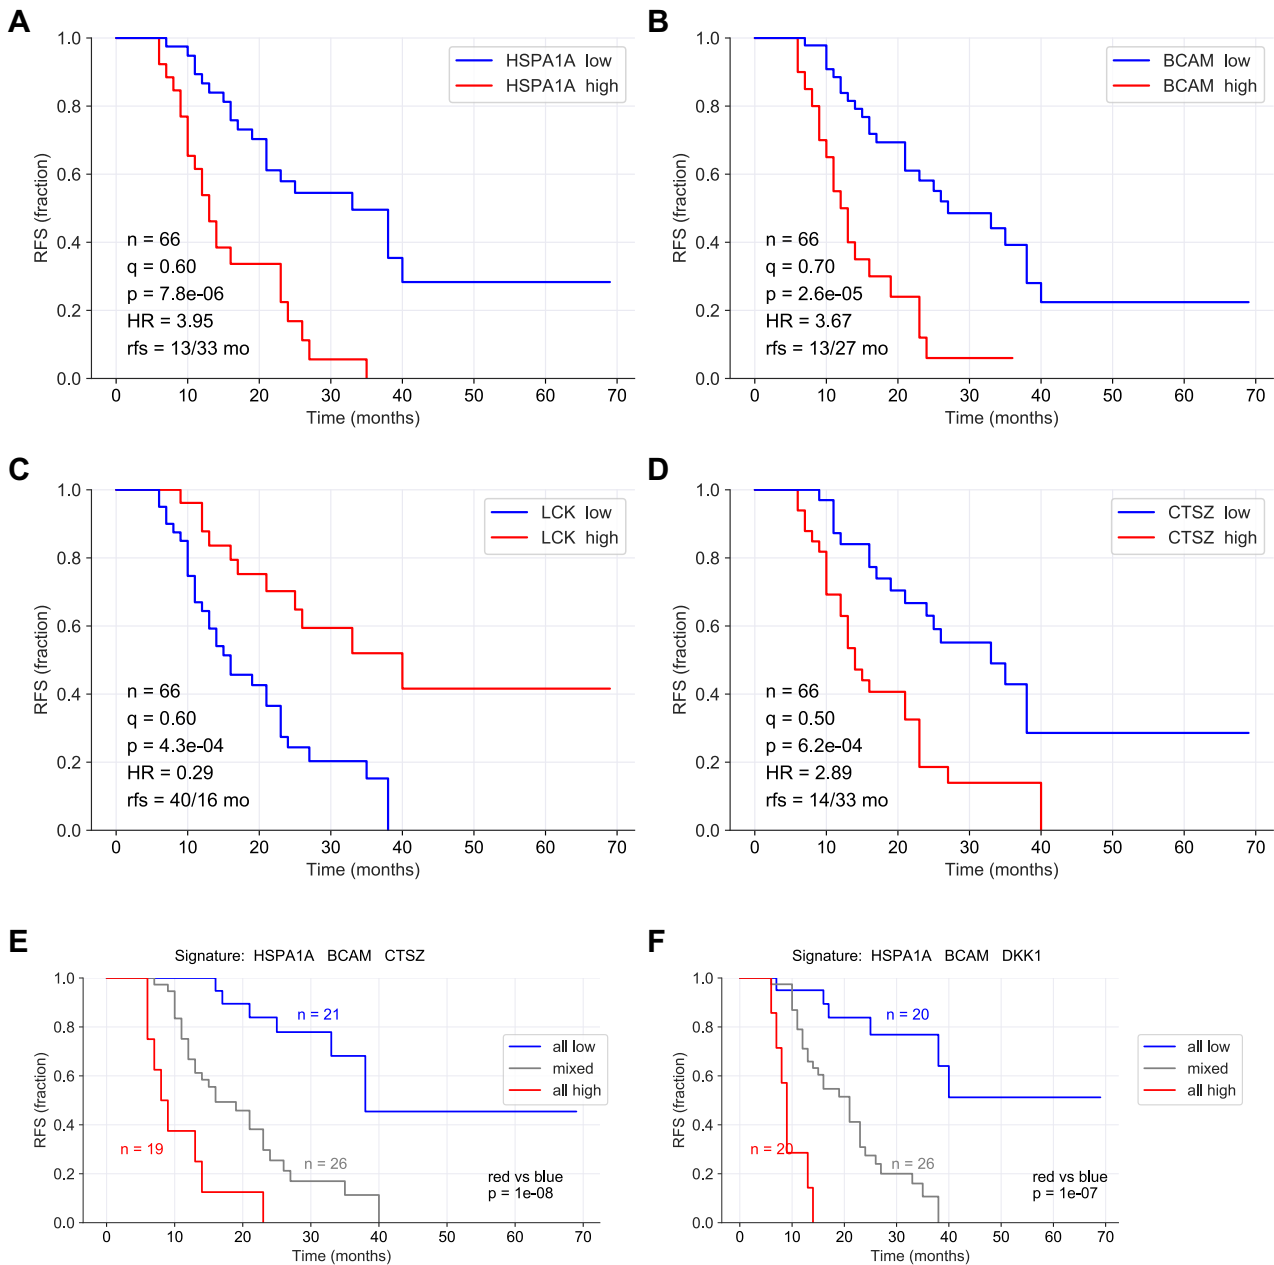 A
1.0
0.8
0.6
0.4
0.2
0.0
RFS (fraction)
HSPA1A low
HSPA1A high
n = 66
q = 0.60
p = 7.8e-06
HR = 3.95
rfs = 13/33 mo
0 10 20 30 40 50 60 70
Time (months)
B
1.0
0.8
0.6
0.4
0.2
0.0
RFS (fraction)
BCAM low
BCAM high
n = 66
q = 0.70
p = 2.6e-05
HR = 3.67
rfs = 13/27 mo
0 10 20 30 40 50 60 70
Time (months)
C
1.0
0.8
0.6
0.4
0.2
0.0
RFS (fraction)
LCK low
LCK high
n = 66
q = 0.60
p = 4.3e-04
HR = 0.29
rfs = 40/16 mo
0 10 20 30 40 50 60 70
Time (months)
D
1.0
0.8
0.6
0.4
0.2
0.0
RFS (fraction)
CTSZ low
CTSZ high
n = 66
q = 0.50
p = 6.2e-04
HR = 2.89
rfs = 14/33 mo
0 10 20 30 40 50 60 70
Time (months)
E
Signature: HSPA1A BCAM CTSZ
1.0
0.8
0.6
0.4
0.2
0.0
RFS (fraction)
n = 21
all low
mixed
all high
n = 19
n = 26
red vs blue
p = 1e-08
0 10 20 30 40 50 60 70
Time (months)
F
Signature: HSPA1A BCAM DKK1
1.0
0.8
0.6
0.4
0.2
0.0
RFS (fraction)
n = 20
all low
mixed
all high
n = 20
n = 26
red vs blue
p = 1e-07
0 10 20 30 40 50 60 70
Time (months)